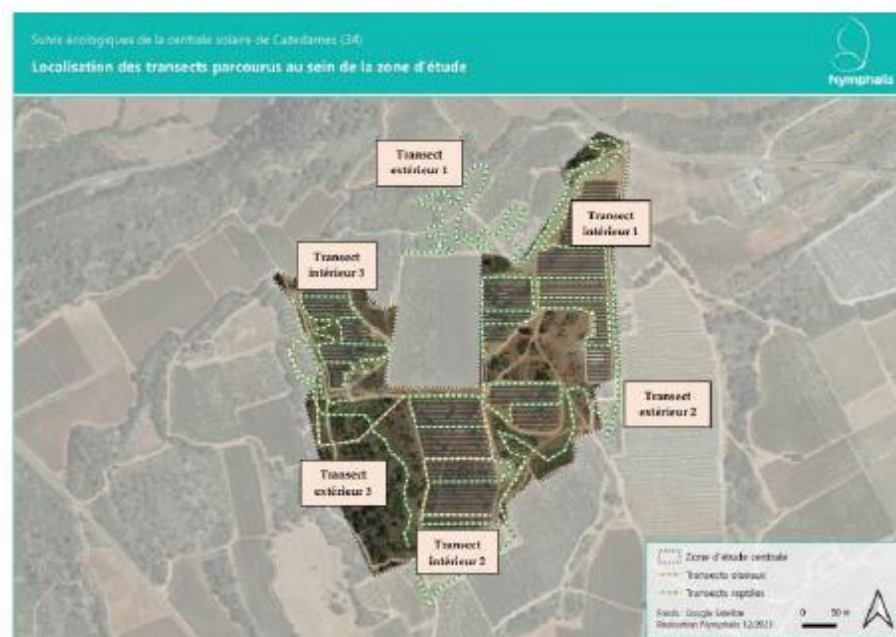 Suivis écologiques de la centrale solaire de Cazedarnes (34)
Localisation des transects parcourus au sein de la zone d'étude
Nymphalis
Transect
extérieur 1
Transect
intérieur 1
Transect
intérieur 3
Transect
extérieur 2
Transect
extérieur 3
Transect
intérieur 2
Zone d'étude centrale
Transects oiseaux
Transects reptiles
Fonds: Google Satellite
Réalisation Nymphalis 12/2021
0 50 m